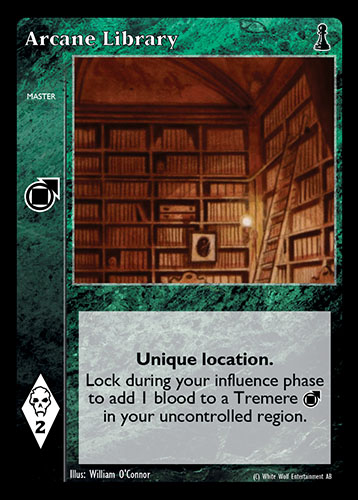 Arcane Library
MASTER
Unique location.
Lock during your influence phase
to add 1 blood to a Tremere
in your uncontrolled region.
2
Illus: William O'Connor
(C) White Wolf Entertainment AB